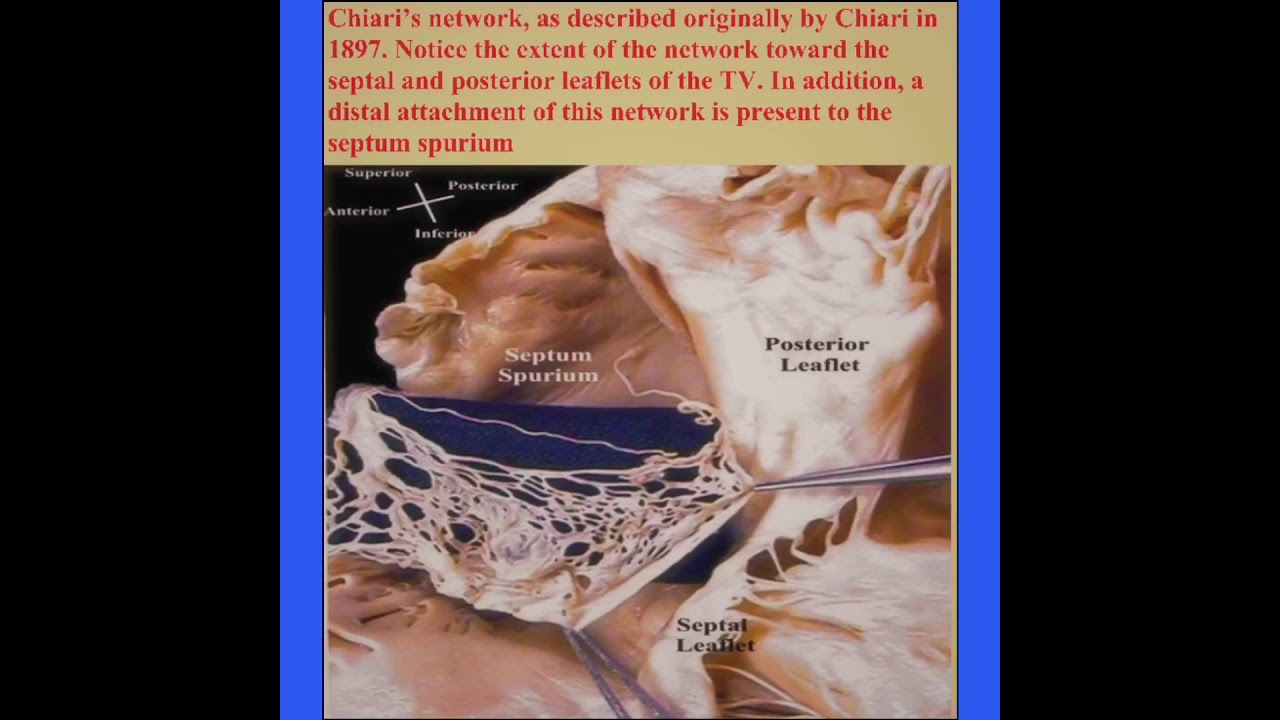 Chiari's network, as described originally by Chiari in
1897. Notice the extent of the network toward the
septal and posterior leaflets of the TV. In addition, a
distal attachment of this network is present to the
septum spurium
Superior
Posterior
Anterior
Inferior
Septum
Spurium
Posterior
Leaflet
Septal
Leaflet